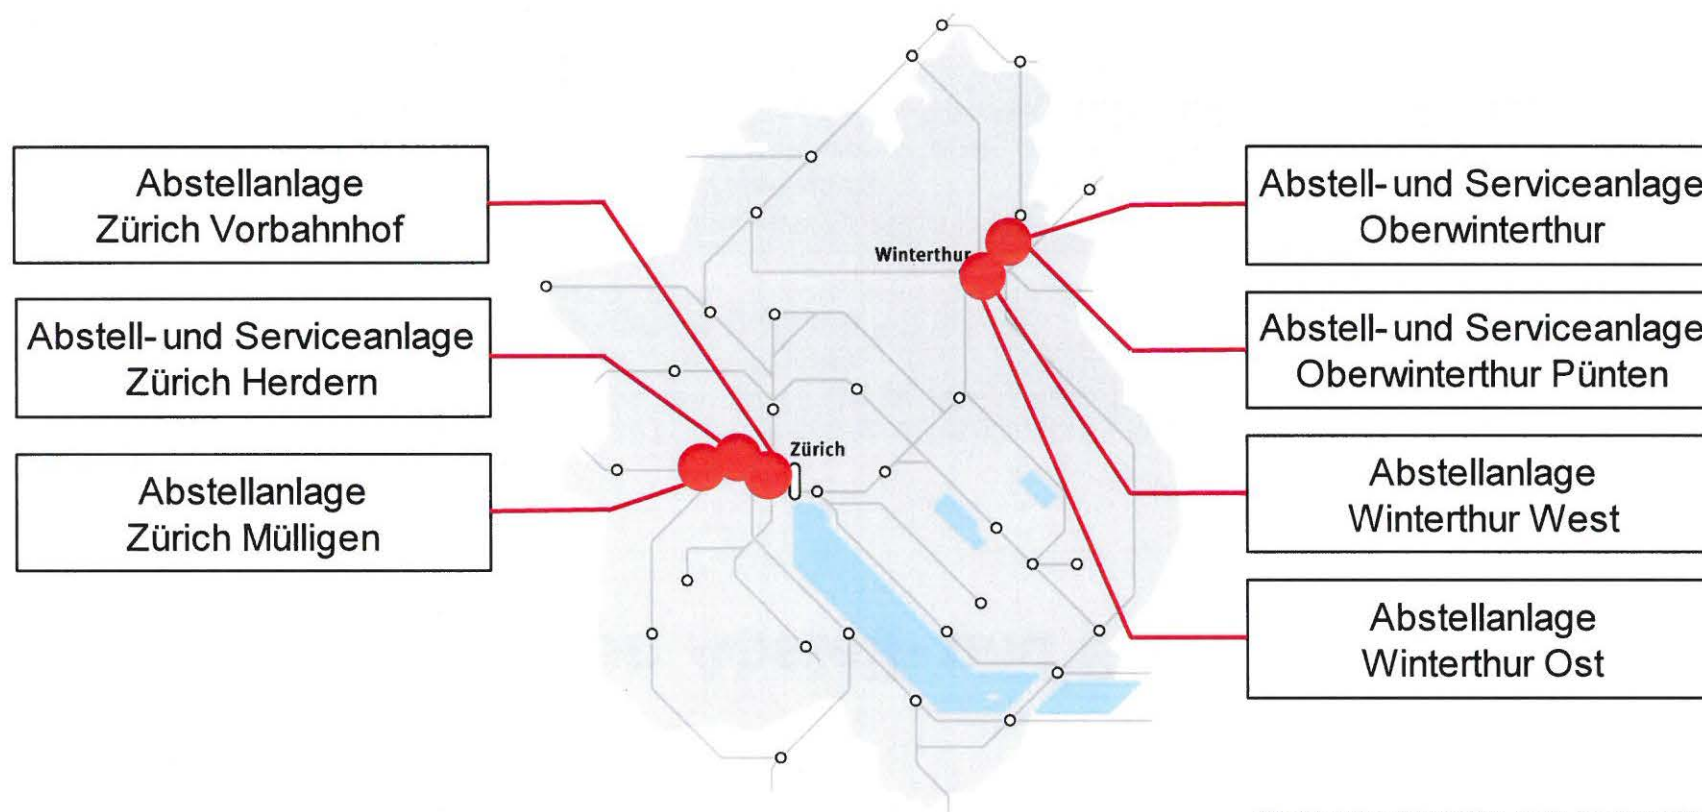 Abstellanlage
Zürich Vorbahnhof
Abstell- und Serviceanlage
Zürich Herdern
Abstellanlage
Zürich Mülligen
Winterthur
Zürich
Abstell- und Serviceanlage
Oberwinterthur
Abstell- und Serviceanlage
Oberwinterthur Pünten
Abstellanlage
Winterthur West
Abstellanlage
Winterthur Ost